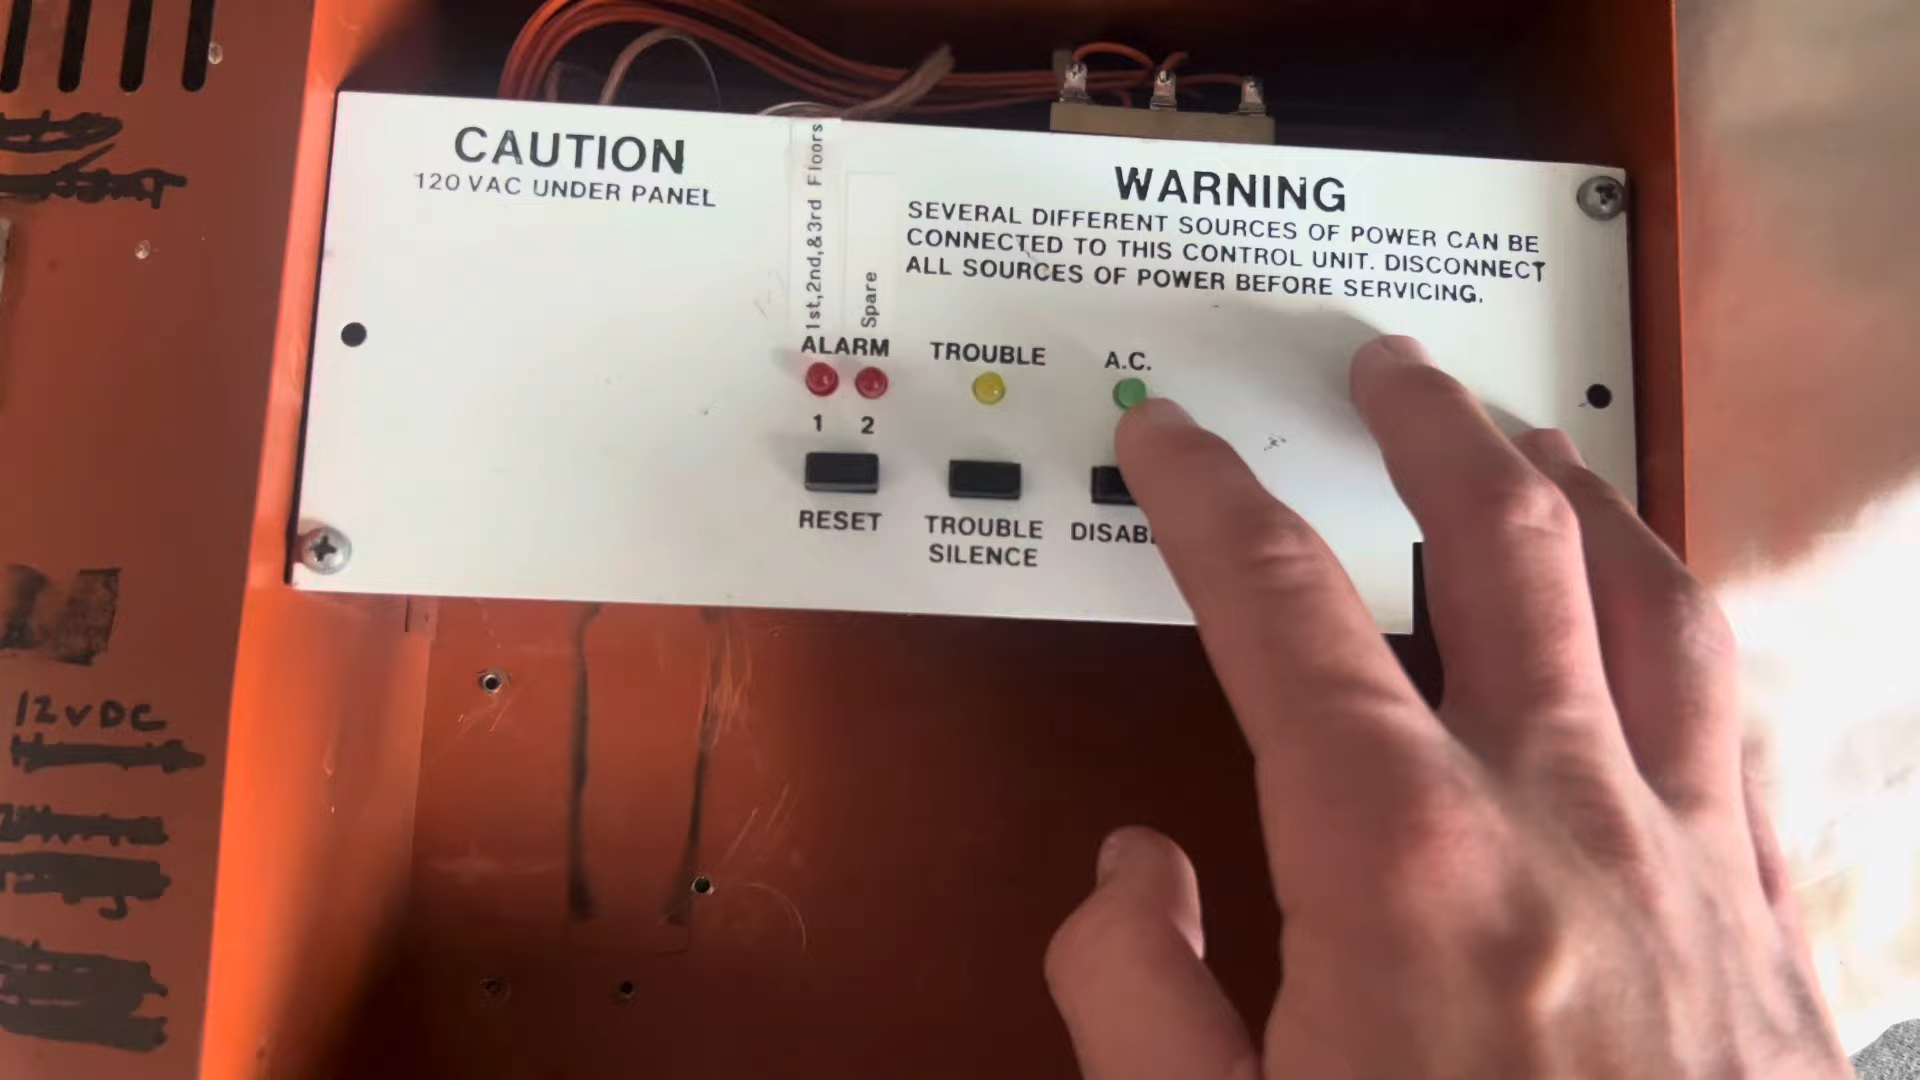 CAUTION
120 VAC UNDER PANEL
1st,2nd,&3rd Floors
Spare
WARNING
SEVERAL DIFFERENT SOURCES OF POWER CAN BE
CONNECTED TO THIS CONTROL UNIT. DISCONNECT
ALL SOURCES OF POWER BEFORE SERVICING.
ALARM
TROUBLE
A.C.
1
2
RESET
TROUBLE
SILENCE
12VDC